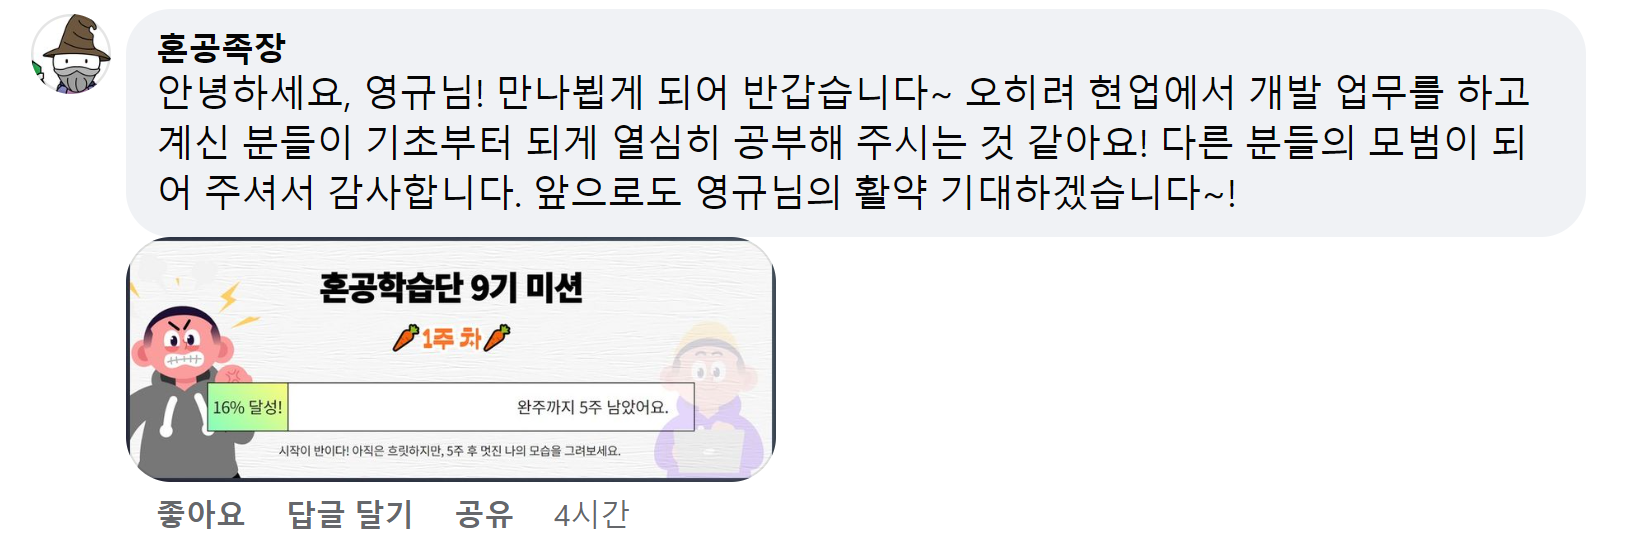 혼공족장
안녕하세요, 영규님! 만나뵙게 되어 반갑습니다~ 오히려 현업에서 개발 업무를 하고
계신 분들이 기초부터 되게 열심히 공부해 주시는 것 같아요! 다른 분들의 모범이 되
어 주셔서 감사합니다. 앞으로도 영규님의 활약 기대하겠습니다~!
혼공학습단 9기 미션
1주 차
16% 달성! 완주까지 5주 남았어요.
시작이 반이다! 아직은 흐릿하지만, 5주 후 멋진 나의 모습을 그려보세요.
좋아요 답글 달기 공유 4시간